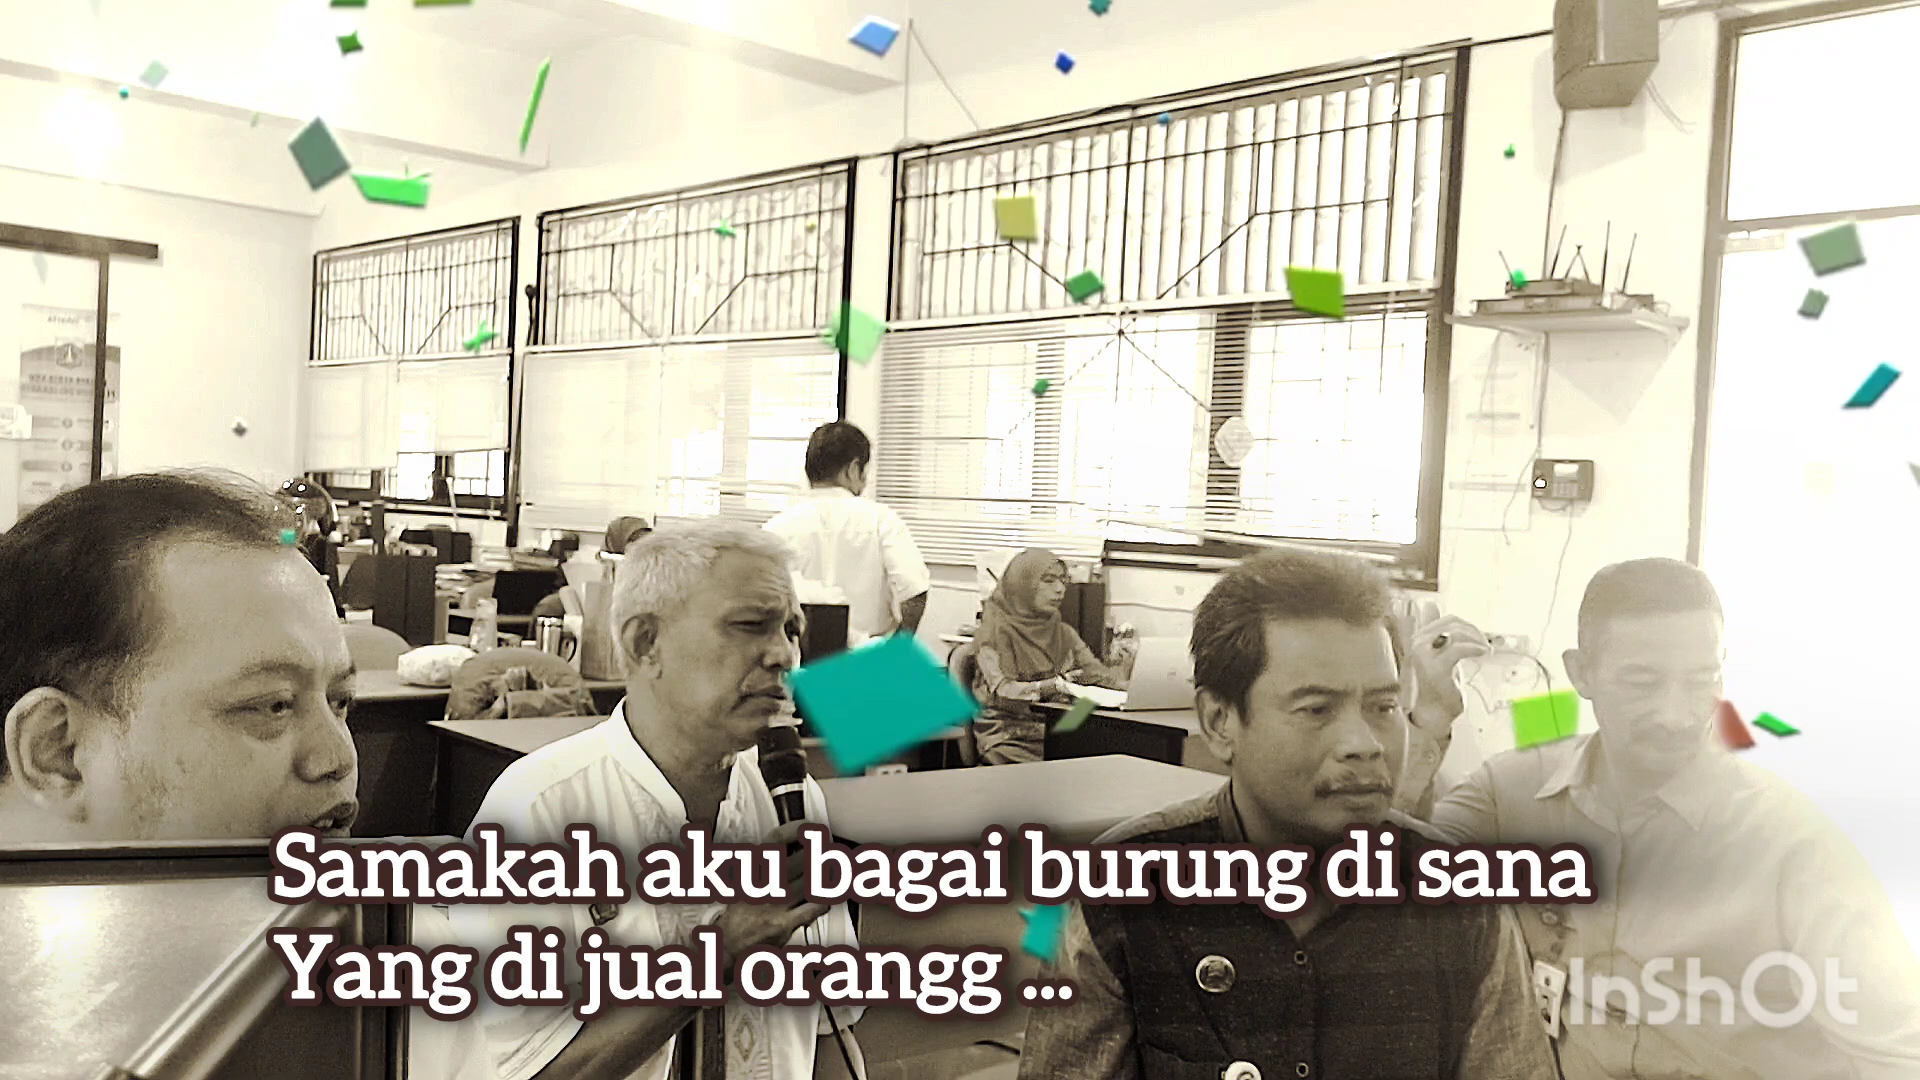 Samakah aku bagai burung di sana
Yang di jual orangg ...
InShOt